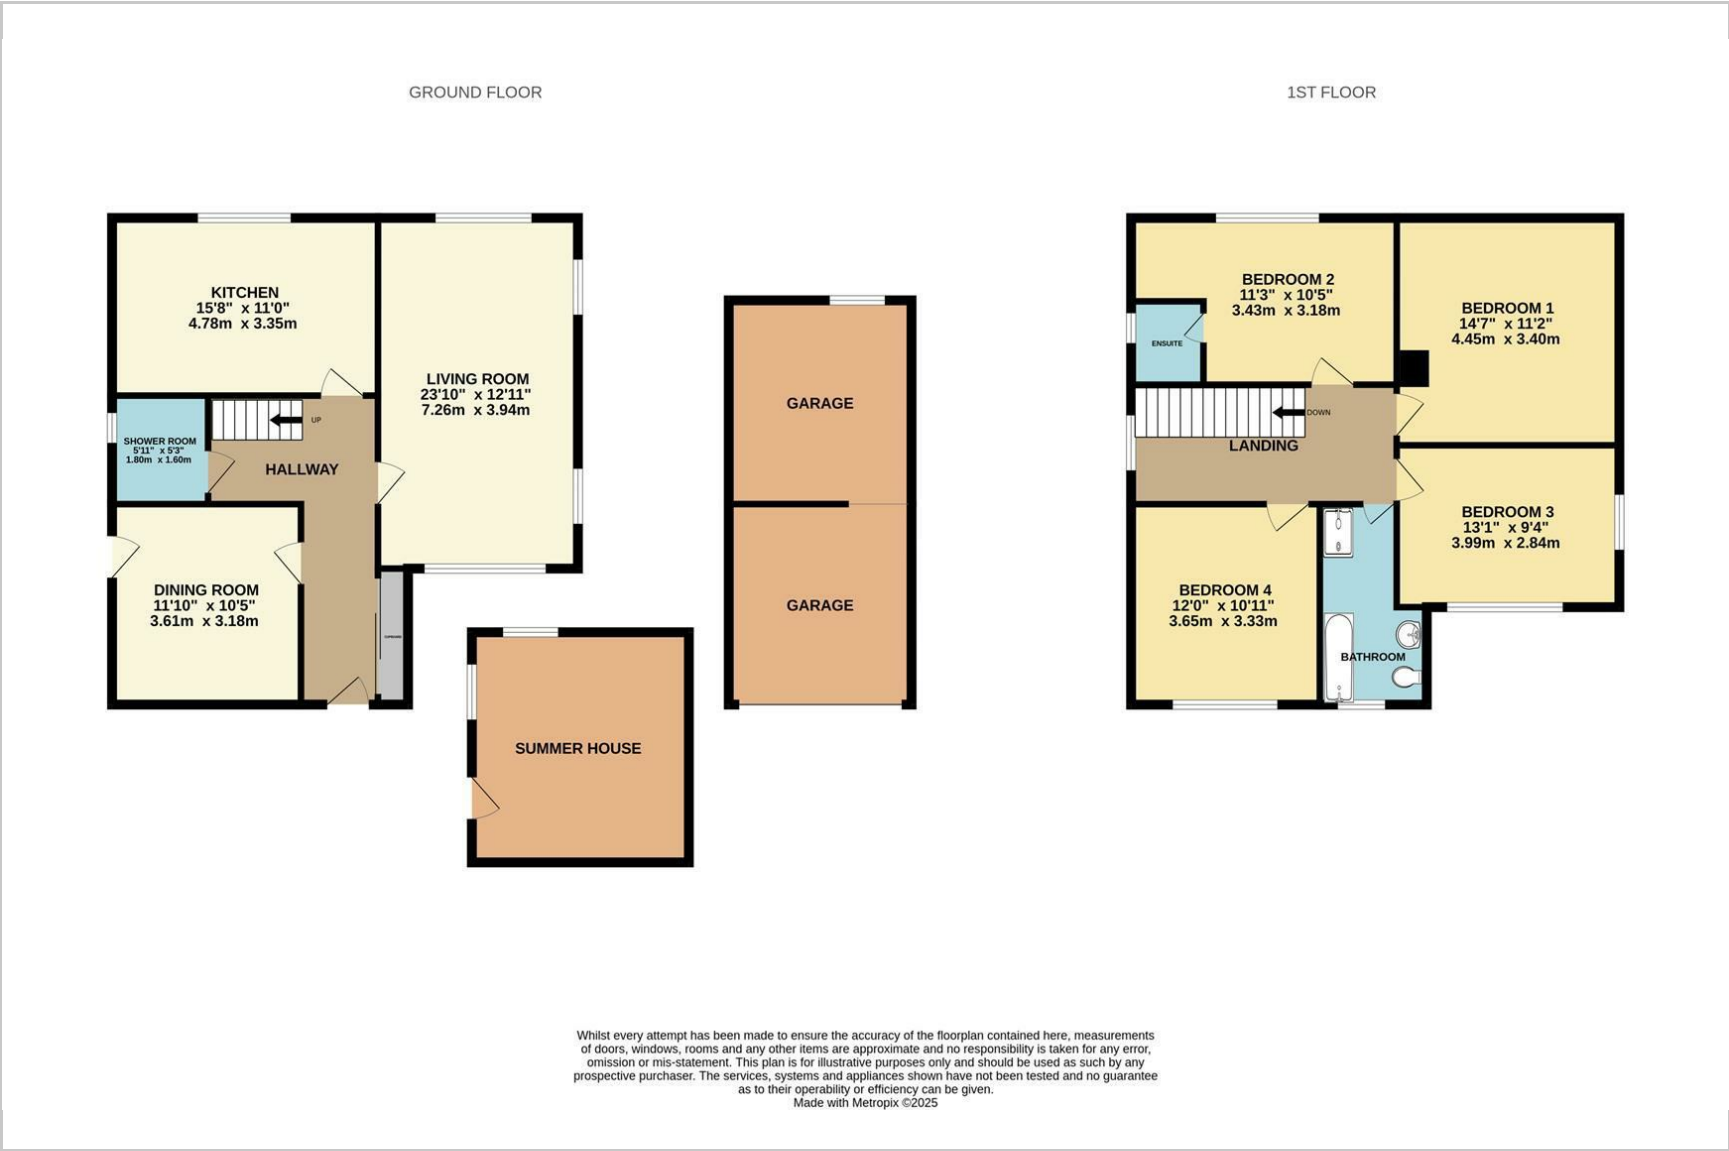 GROUND FLOOR
KITCHEN
15'8" x 11'0"
4.78m x 3.35m
LIVING ROOM
23'10" x 12'11"
7.26m x 3.94m
SHOWER ROOM
5'11" x 5'3"
1.80m x 1.60m
UP
HALLWAY
DINING ROOM
11'10" x 10'5"
3.61m x 3.18m
GARAGE
GARAGE
SUMMER HOUSE
1ST FLOOR
BEDROOM 2
11'3" x 10'5"
3.43m x 3.18m
BEDROOM 1
14'7" x 11'2"
4.45m x 3.40m
ENSUITE
DOWN
LANDING
BEDROOM 3
13'1" x 9'4"
3.99m x 2.84m
BEDROOM 4
12'0" x 10'11"
3.65m x 3.33m
BATHROOM
Whilst every attempt has been made to ensure the accuracy of the floorplan contained here, measurements
of doors, windows, rooms and any other items are approximate and no responsibility is taken for any error,
omission or mis-statement. This plan is for illustrative purposes only and should be used as such by any
prospective purchaser. The services, systems and appliances shown have not been tested and no guarantee
as to their operability or efficiency can be given.
Made with Metropix ©2025